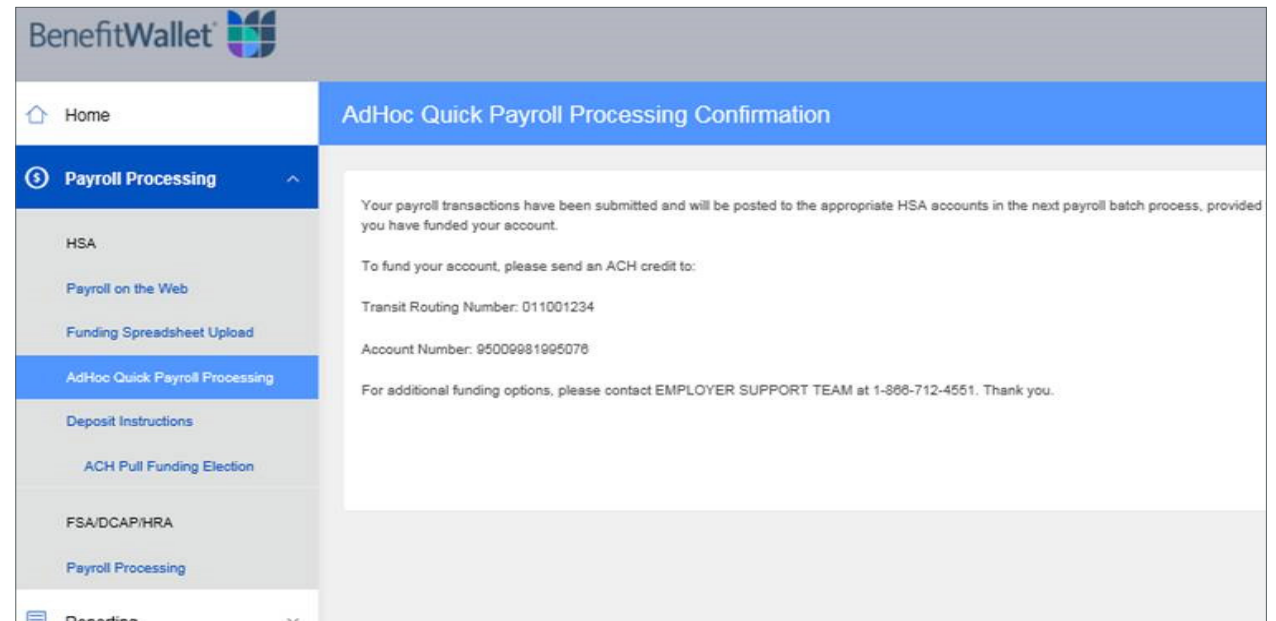 BenefitWallet
Home
AdHoc Quick Payroll Processing Confirmation
Payroll Processing
Your payroll transactions have been submitted and will be posted to the appropriate HSA accounts in the next payroll batch process, provided
you have funded your account.
HSA
To fund your account, please send an ACH credit to:
Payroll on the Web
Transit Routing Number: 011001234
Funding Spreadsheet Upload
Account Number: 95009981995076
AdHoc Quick Payroll Processing
For additional funding options, please contact EMPLOYER SUPPORT TEAM at 1-866-712-4551. Thank you.
Deposit Instructions
ACH Pull Funding Election
FSA/DCAP/HRA
Payroll Processing
Reporting